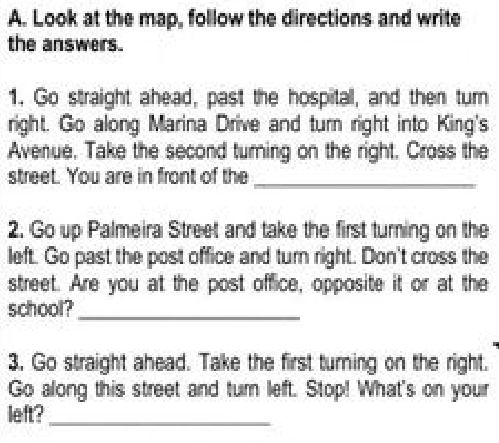 A. Look at the map, follow the directions and write
the answers.
1. Go straight ahead, past the hospital, and then turn
right. Go along Marina Drive and turn right into King's
Avenue. Take the second turning on the right. Cross the
street. You are in front of the
2. Go up Palmeira Street and take the first turning on the
left. Go past the post office and turn right. Don't cross the
street. Are you at the post office, opposite it or at the
school?
3. Go straight ahead. Take the first turning on the right.
Go along this street and turn left. Stop! What's on your
left?